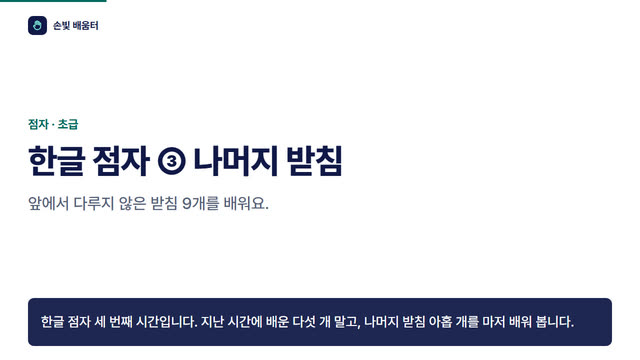 손빛 배움터
점자 · 초급
한글 점자 ③ 나머지 받침
앞에서 다루지 않은 받침 9개를 배워요.
한글 점자 세 번째 시간입니다. 지난 시간에 배운 다섯 개 말고, 나머지 받침 아홉 개를 마저 배워 봅니다.